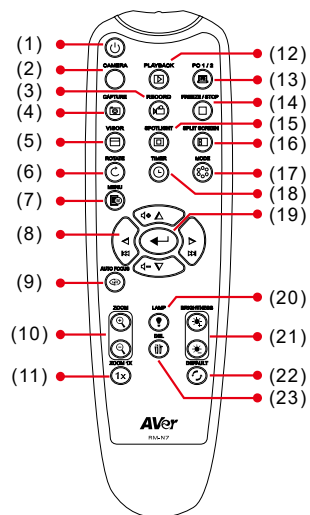 (1)
(2)
(3)
(4)
(5)
(6)
(7)
(8)
(9)
(10)
(11)
CAMERA
PLAYBACK
PC 1 / 2
CAPTURE
RECORD
FREEZE / STOP
VISOR
SPOTLIGHT
SPLIT SCREEN
ROTATE
TIMER
MODE
MENU
AUTO FOCUS
ZOOM
LAMP
BRIGHTNESS
DEL
ZOOM 1X
1x
DEFAULT
AVer
RM-N7
(12)
(13)
(14)
(15)
(16)
(17)
(18)
(19)
(20)
(21)
(22)
(23)